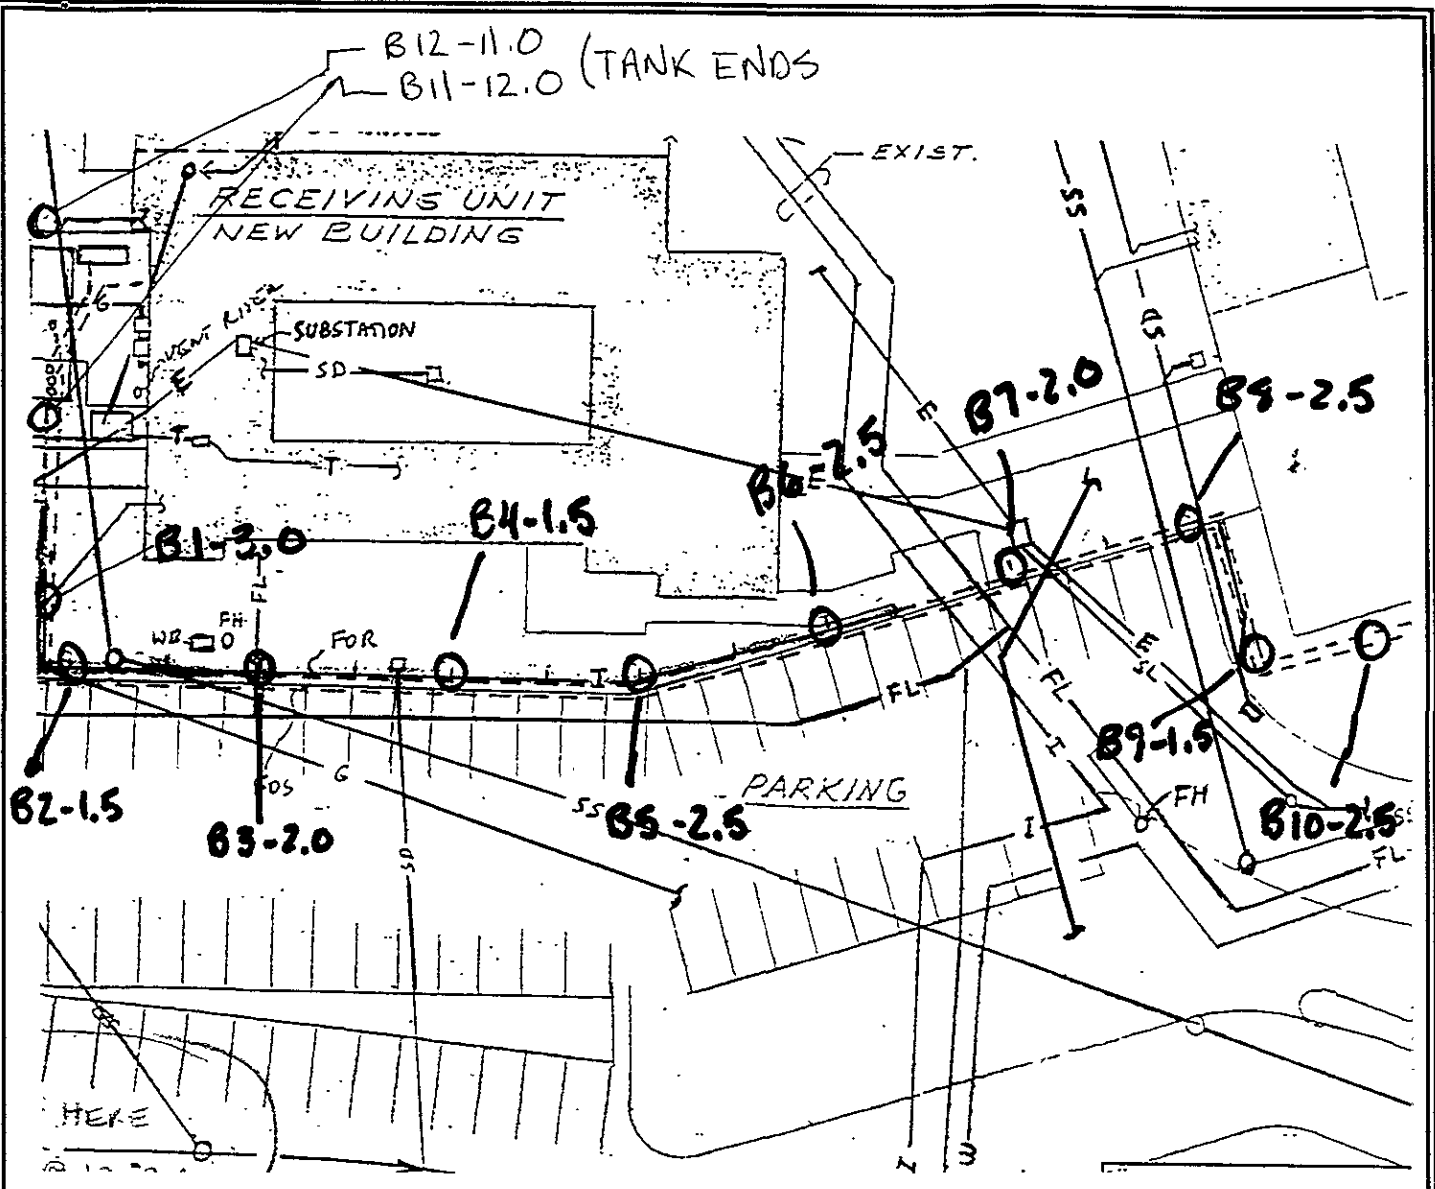 B12-11.0
B11-12.0 (TANK ENDS
EXIST.
RECEIVING UNIT
NEW BUILDING
SS
G
VENT RISER
SUBSTATION
SD
SD
E
E
B7-2.0
B8-2.5
T
T
B6-2.5
E
B4-1.5
B1-3.0
FL
FH
WB
FOR
I
E
SL
FL
FL
I
B9-1.5
B2-1.5
FDS
G
SS
B5-2.5
PARKING
FH
B3-2.0
SD
I
B10-2.5
FL
HERE
I
W